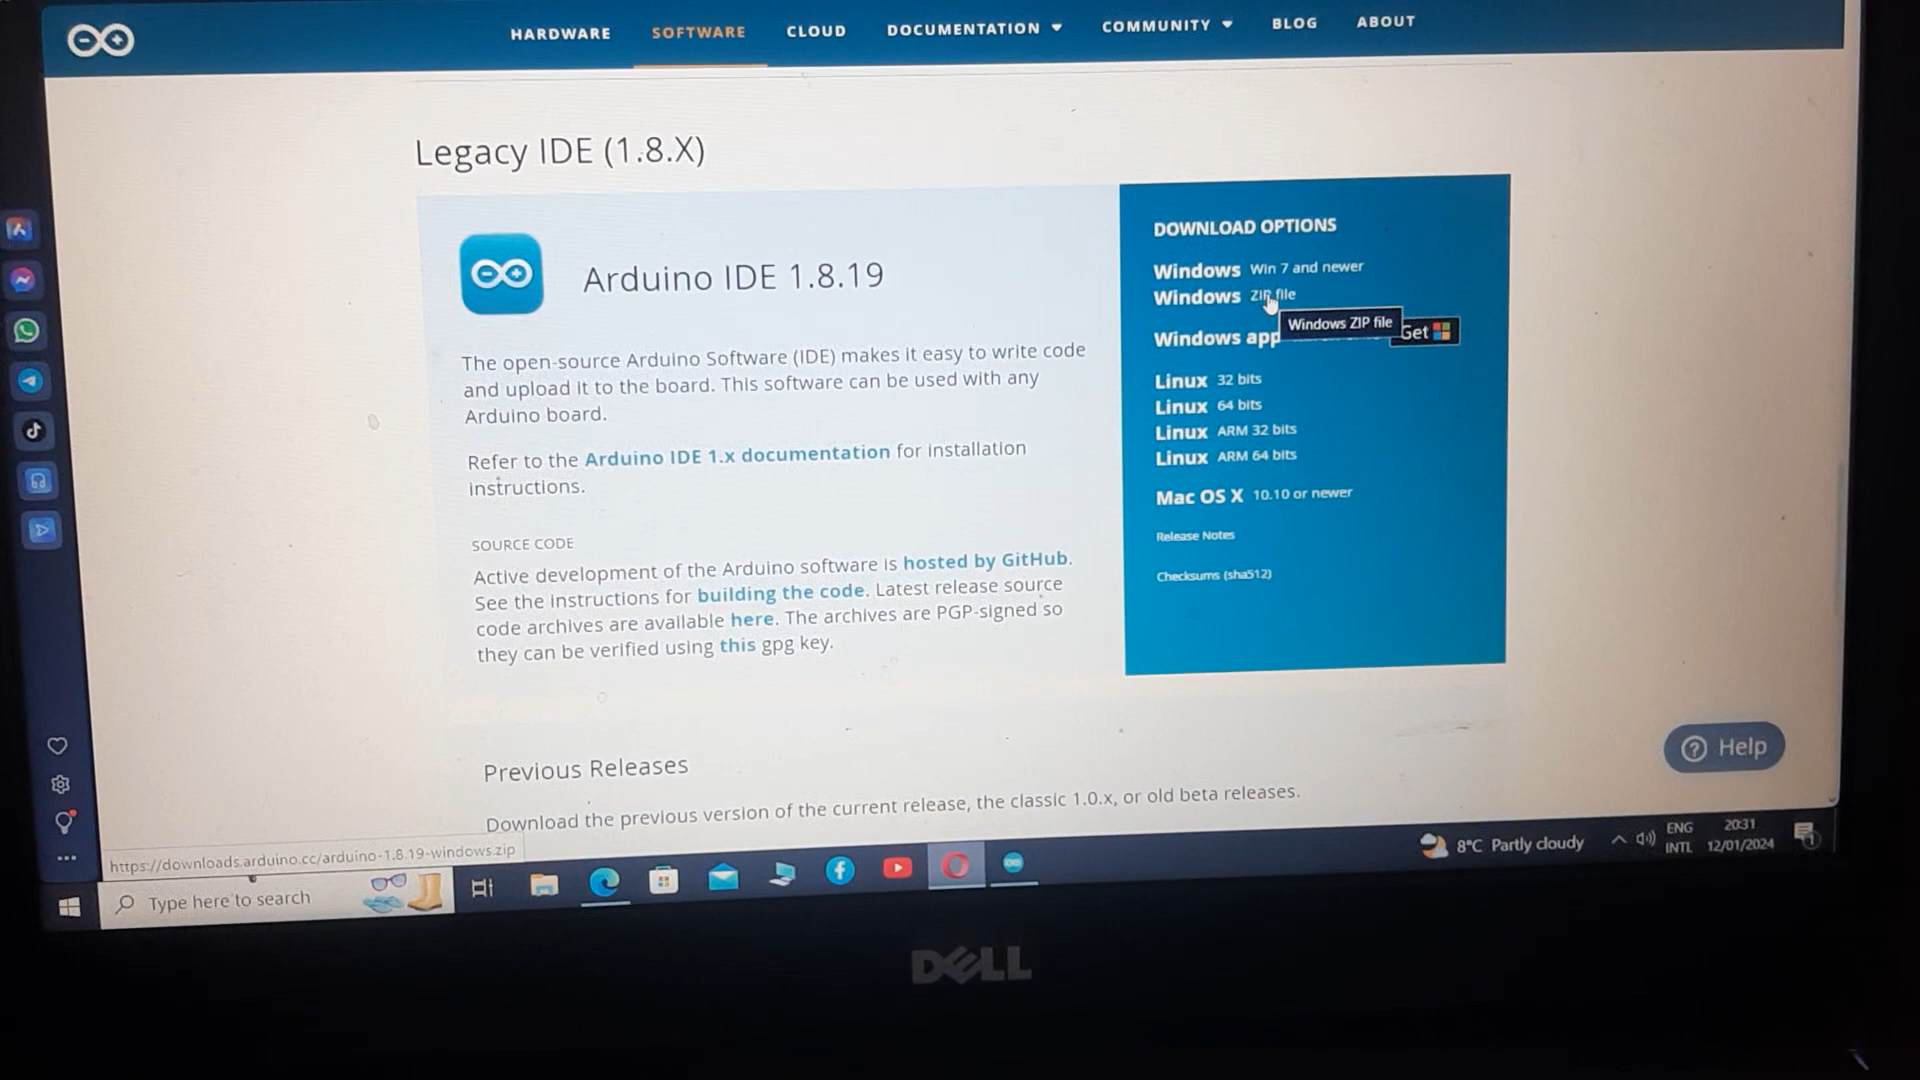 HARDWARE SOFTWARE CLOUD DOCUMENTATION COMMUNITY BLOG ABOUT
Legacy IDE (1.8.X)
Arduino IDE 1.8.19
The open-source Arduino Software (IDE) makes it easy to write code
and upload it to the board. This software can be used with any
Arduino board.
Refer to the Arduino IDE 1.x documentation for installation
instructions.
SOURCE CODE
Active development of the Arduino software is hosted by GitHub.
See the instructions for building the code. Latest release source
code archives are available here. The archives are PGP-signed so
they can be verified using this gpg key.
DOWNLOAD OPTIONS
Windows Win 7 and newer
Windows ZIP file
Windows ZIP file
Windows app Get
Linux 32 bits
Linux 64 bits
Linux ARM 32 bits
Linux ARM 64 bits
Mac OS X 10.10 or newer
Release Notes
Checksums (sha512)
Previous Releases
Download the previous version of the current release, the classic 1.0.x, or old beta releases.
Help
https://downloads.arduino.cc/arduino-1.8.19-windows.zip
Type here to search
8°C Partly cloudy
ENG
INTL
20:31
12/01/2024
1
DELL